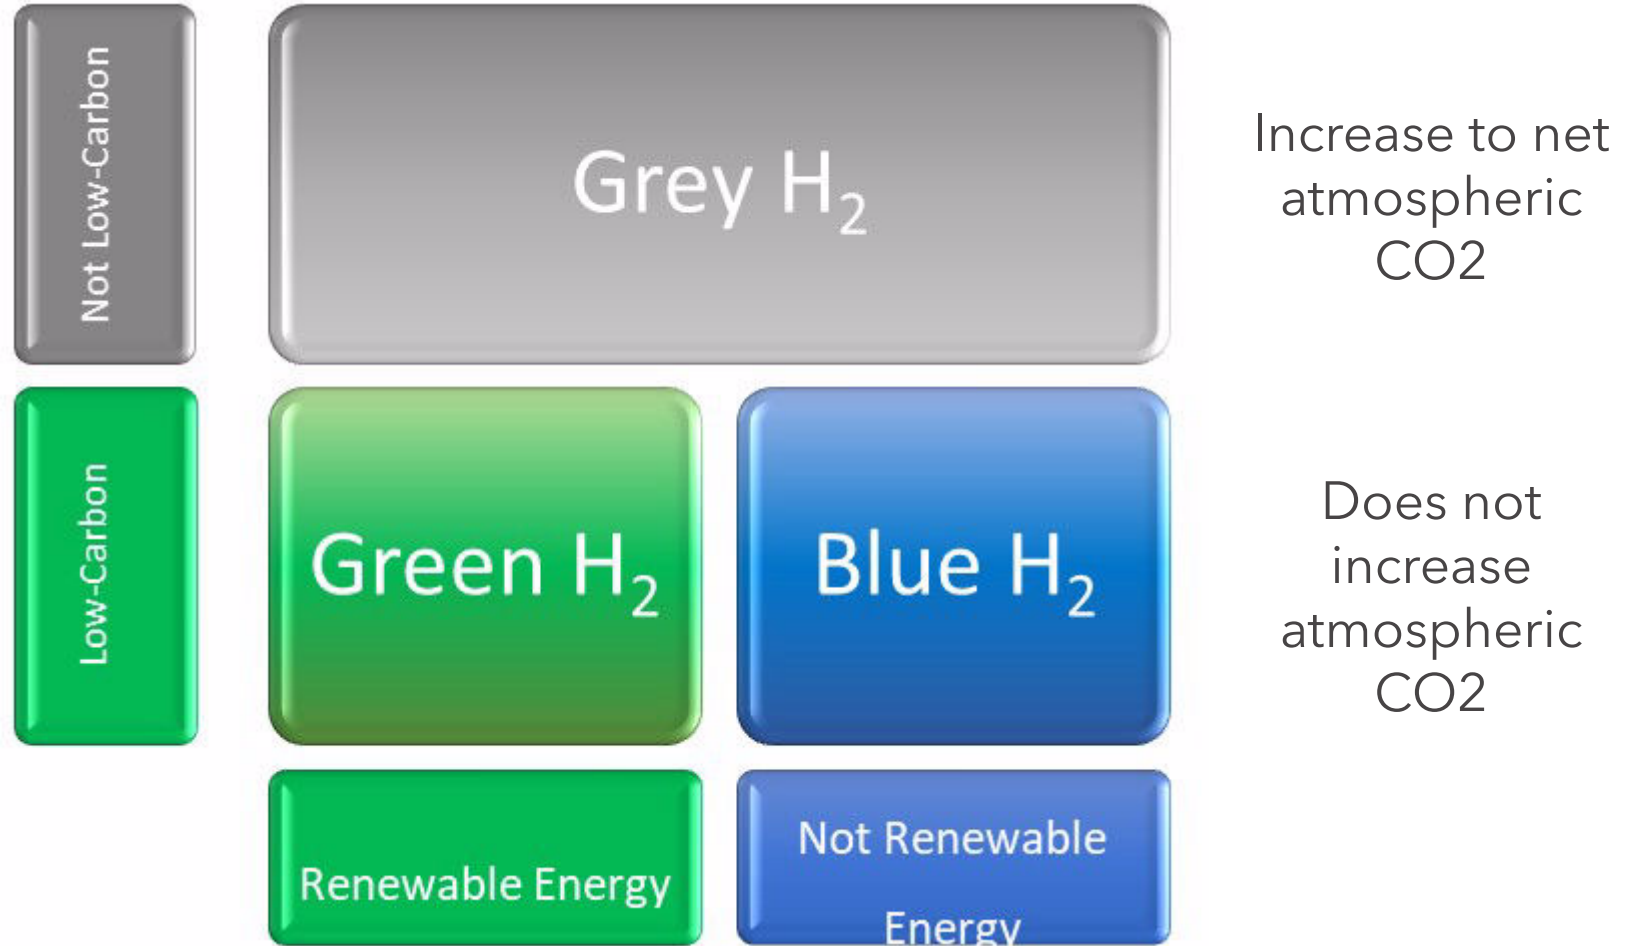 Not Low-Carbon
Grey H₂
Increase to net
atmospheric
CO2
Low-Carbon
Green H₂
Blue H₂
Does not
increase
atmospheric
CO2
Renewable Energy
Not Renewable
Energy